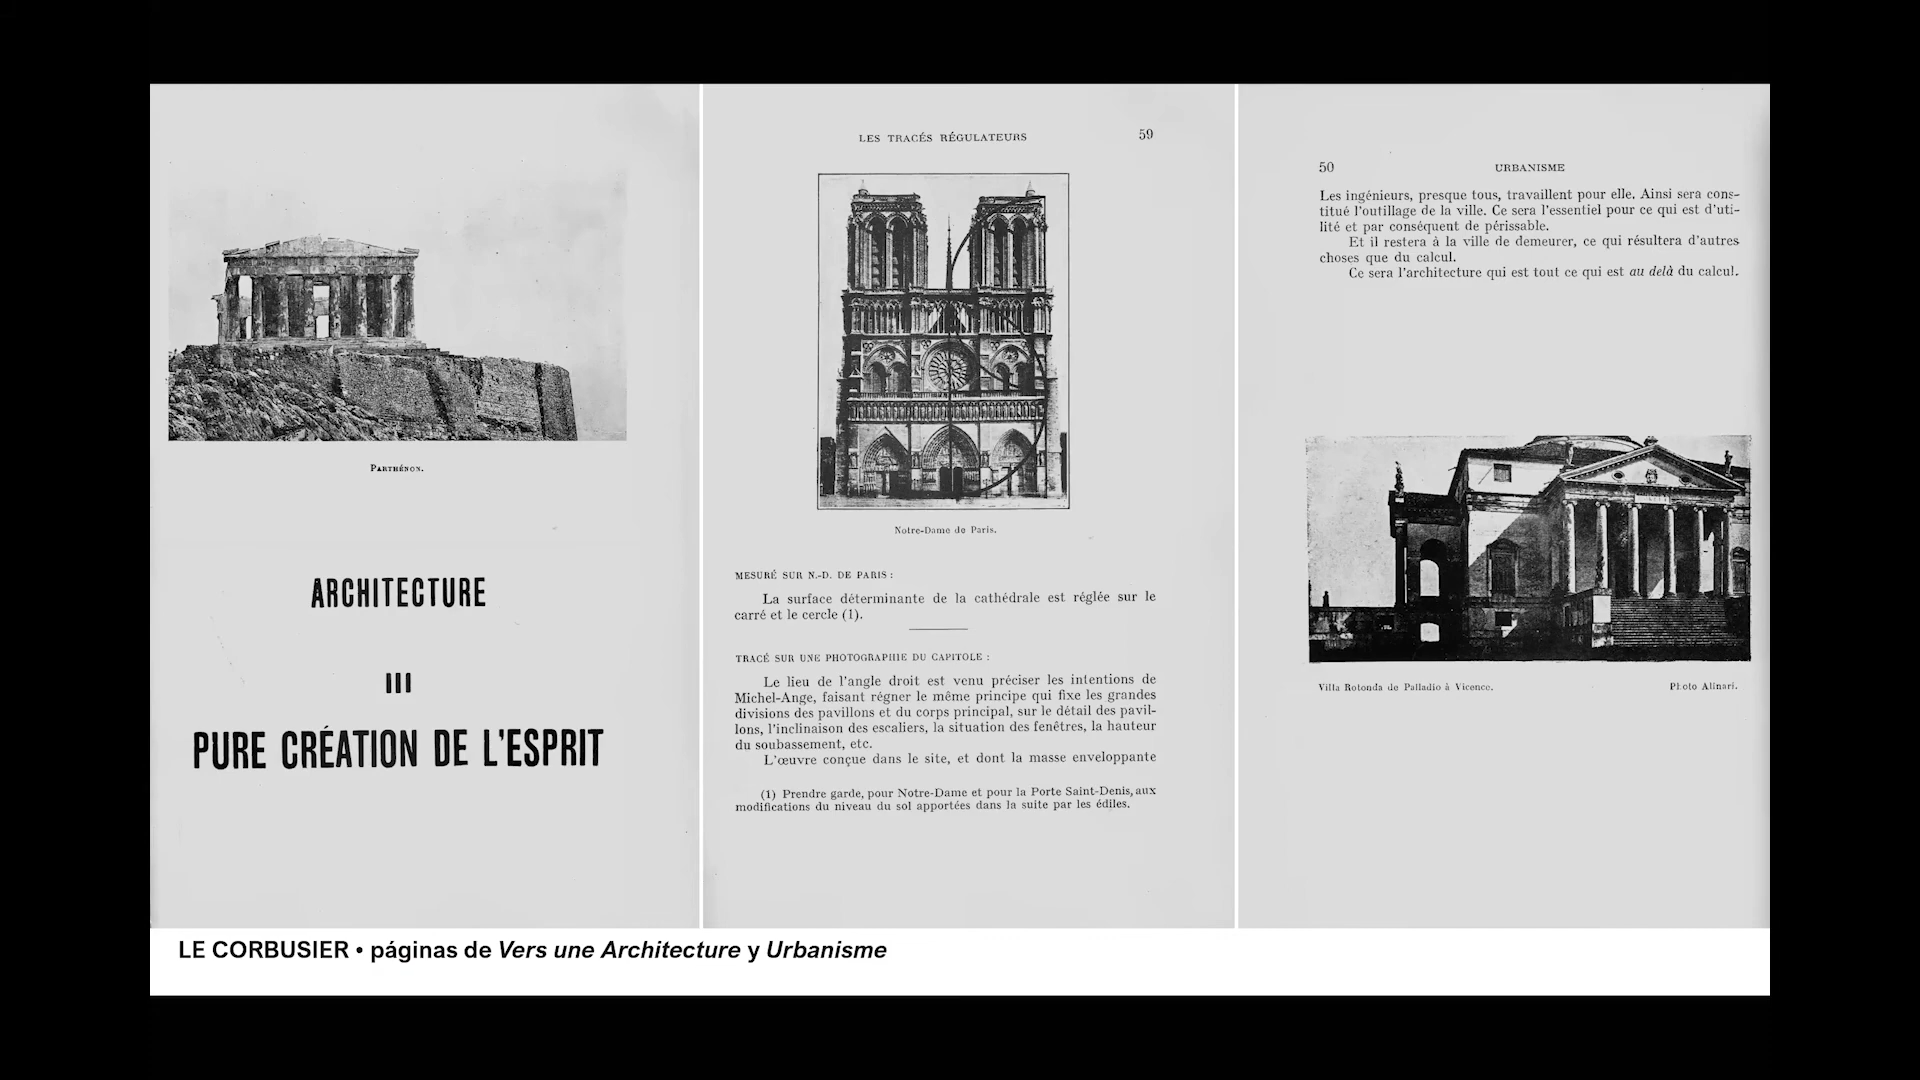 PARTHÉNON.
ARCHITECTURE
III
PURE CRÉATION DE L'ESPRIT
LES TRACÉS RÉGULATEURS
59
Notre-Dame de Paris.
MESURÉ SUR N.-D. DE PARIS :
La surface déterminante de la cathédrale est réglée sur le
carré et le cercle (1).
TRACÉ SUR UNE PHOTOGRAPHIE DU CAPITOLE :
Le lieu de l'angle droit est venu préciser les intentions de
Michel-Ange, faisant régner le même principe qui fixe les grandes
divisions des pavillons et du corps principal, sur le détail des pavil-
lons, l'inclinaison des escaliers, la situation des fenêtres, la hauteur
du soubassement, etc.
L'œuvre conçue dans le site, et dont la masse enveloppante
(1) Prendre garde, pour Notre-Dame et pour la Porte Saint-Denis, aux
modifications du niveau du sol apportées dans la suite par les édiles.
50
URBANISME
Les ingénieurs, presque tous, travaillent pour elle. Ainsi sera cons-
titué l'outillage de la ville. Ce sera l'essentiel pour ce qui est d'uti-
lité et par conséquent de périssable.
Et il restera à la ville de demeurer, ce qui résultera d'autres
choses que du calcul.
Ce sera l'architecture qui est tout ce qui est au delà du calcul.
Villa Rotonda de Palladio à Vicence.
Photo Alinari.
LE CORBUSIER • páginas de Vers une Architecture y Urbanisme